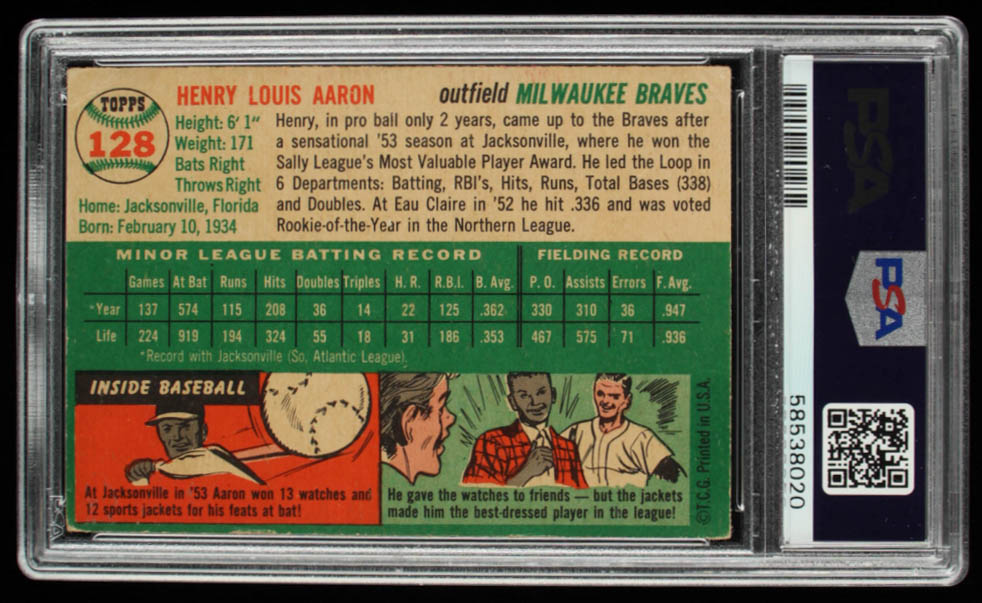 TOPPS
128
HENRY LOUIS AARON
outfield MILWAUKEE BRAVES
Height: 6' 1"
Weight: 171
Bats Right
Throws Right
Home: Jacksonville, Florida
Born: February 10, 1934
Henry, in pro ball only 2 years, came up to the Braves after
a sensational '53 season at Jacksonville, where he won the
Sally League's Most Valuable Player Award. He led the Loop in
6 Departments: Batting, RBI's, Hits, Runs, Total Bases (338)
and Doubles. At Eau Claire in '52 he hit .336 and was voted
Rookie-of-the-Year in the Northern League.
MINOR LEAGUE BATTING RECORD FIELDING RECORD
Games At Bat Runs Hits Doubles Triples H. R. R.B.I. B. Avg. P. O. Assists Errors F. Avg.
*Year 137 574 115 208 36 14 22 125 .362 330 310 36 .947
Life 224 919 194 324 55 18 31 186 .353 467 575 71 .936
*Record with Jacksonville (So, Atlantic League).
INSIDE BASEBALL
At Jacksonville in '53 Aaron won 13 watches and
12 sports jackets for his feats at bat!
He gave the watches to friends — but the jackets
made him the best-dressed player in the league!
©T.C.G. Printed in U.S.A.
PSA
PSA
58538020